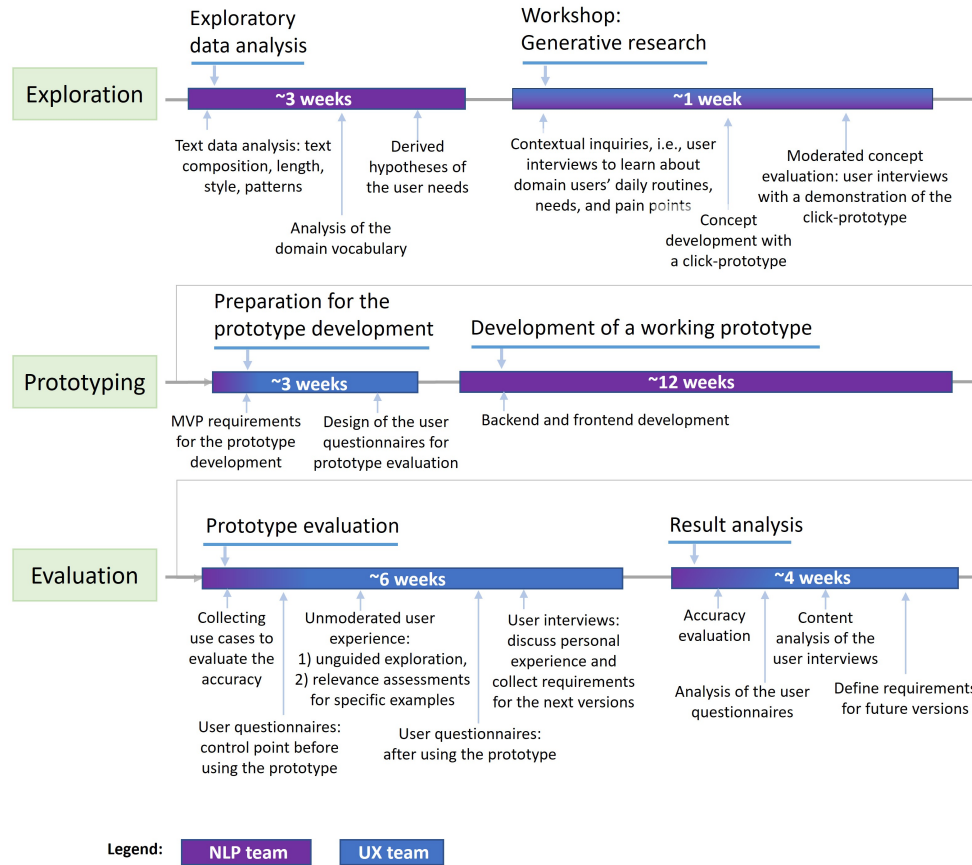 Exploratory
data analysis
Workshop:
Generative research
Exploration
~3 weeks
~1 week
Text data analysis: text
composition, length,
style, patterns
Derived
hypotheses of
the user needs
Analysis of the
domain vocabulary
Contextual inquiries, i.e., user
interviews to learn about
domain users' daily routines,
needs, and pain points
Moderated concept
evaluation: user interviews
with a demonstration of the
click-prototype
Concept
development with
a click-prototype
Preparation for the
prototype development
Development of a working prototype
Prototyping
~3 weeks
~12 weeks
MVP requirements
for the prototype
development
Design of the user
questionnaires for
prototype evaluation
Backend and frontend development
Prototype evaluation
Result analysis
Evaluation
~6 weeks
~4 weeks
Collecting
use cases to
evaluate the
accuracy
Unmoderated user
experience:
1) unguided exploration,
2) relevance assessments
for specific examples
User interviews:
discuss personal
experience and
collect requirements
for the next versions
User questionnaires:
control point before
using the prototype
User questionnaires:
after using the prototype
Accuracy
evaluation
Content
analysis of the
user interviews
Analysis of the user
questionnaires
Define requirements
for future versions
Legend:
NLP team
UX team